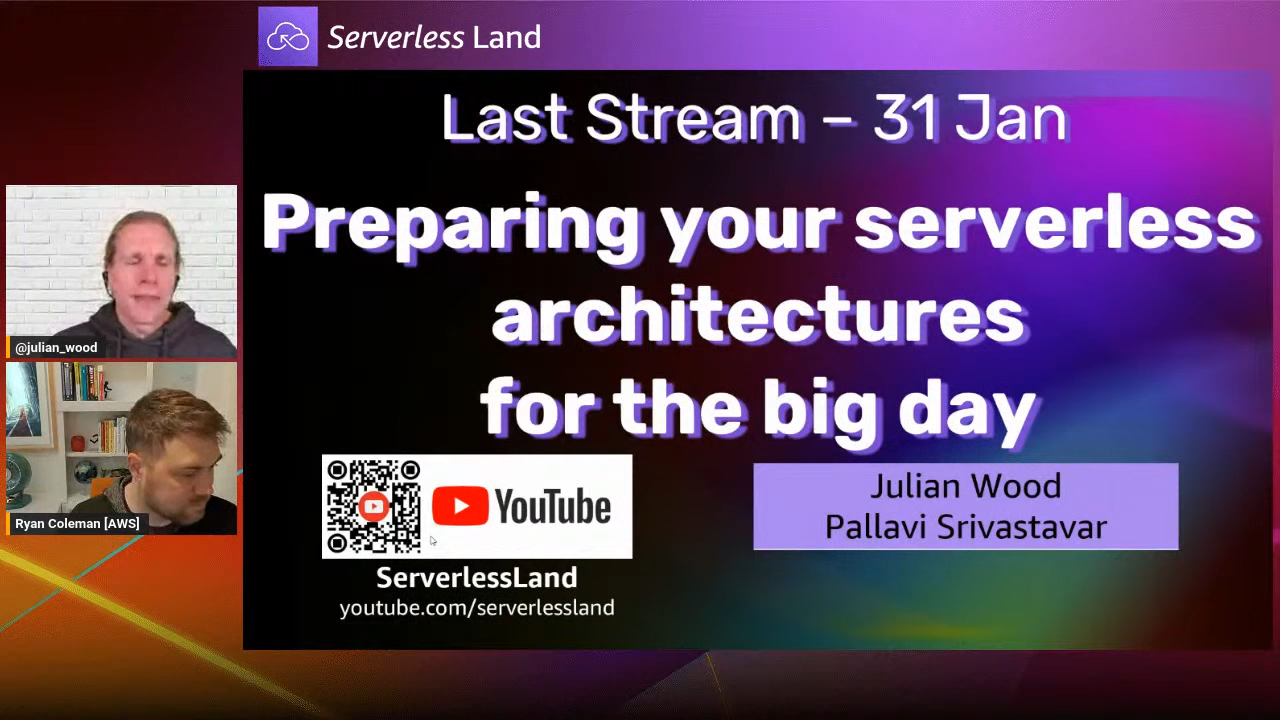 Serverless Land
Last Stream – 31 Jan
Preparing your serverless
architectures
for the big day
@julian_wood
Ryan Coleman [AWS]
YouTube
ServerlessLand
youtube.com/serverlessland
Julian Wood
Pallavi Srivastavar